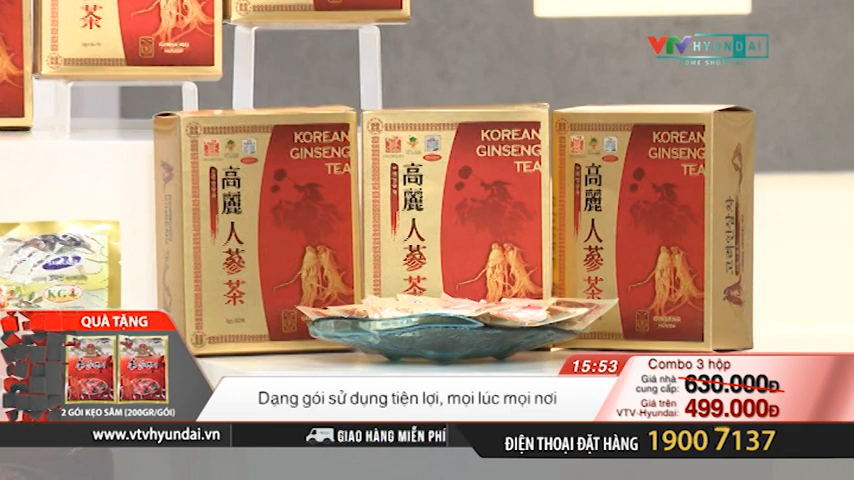 VTV HYUNDAI
HOME SHOPPING
KOREAN
GINSENG
TEA
高麗人蔘茶
KOREAN
GINSENG
TEA
高麗人蔘茶
KOREAN
GINSENG
TEA
高麗人蔘茶
GINSENG
HOUSE
茶
KG
QUÀ TẶNG
2 GÓI KẸO SÂM (200GR/GÓI)
Dạng gói sử dụng tiện lợi, mọi lúc mọi nơi
15:53
Combo 3 hộp
Giá nhà cung cấp: 630.000Đ
Giá trên VTV-Hyundai: 499.000Đ
www.vtvhyundai.vn
GIAO HÀNG MIỄN PHÍ
ĐIỆN THOẠI ĐẶT HÀNG 1900 7137